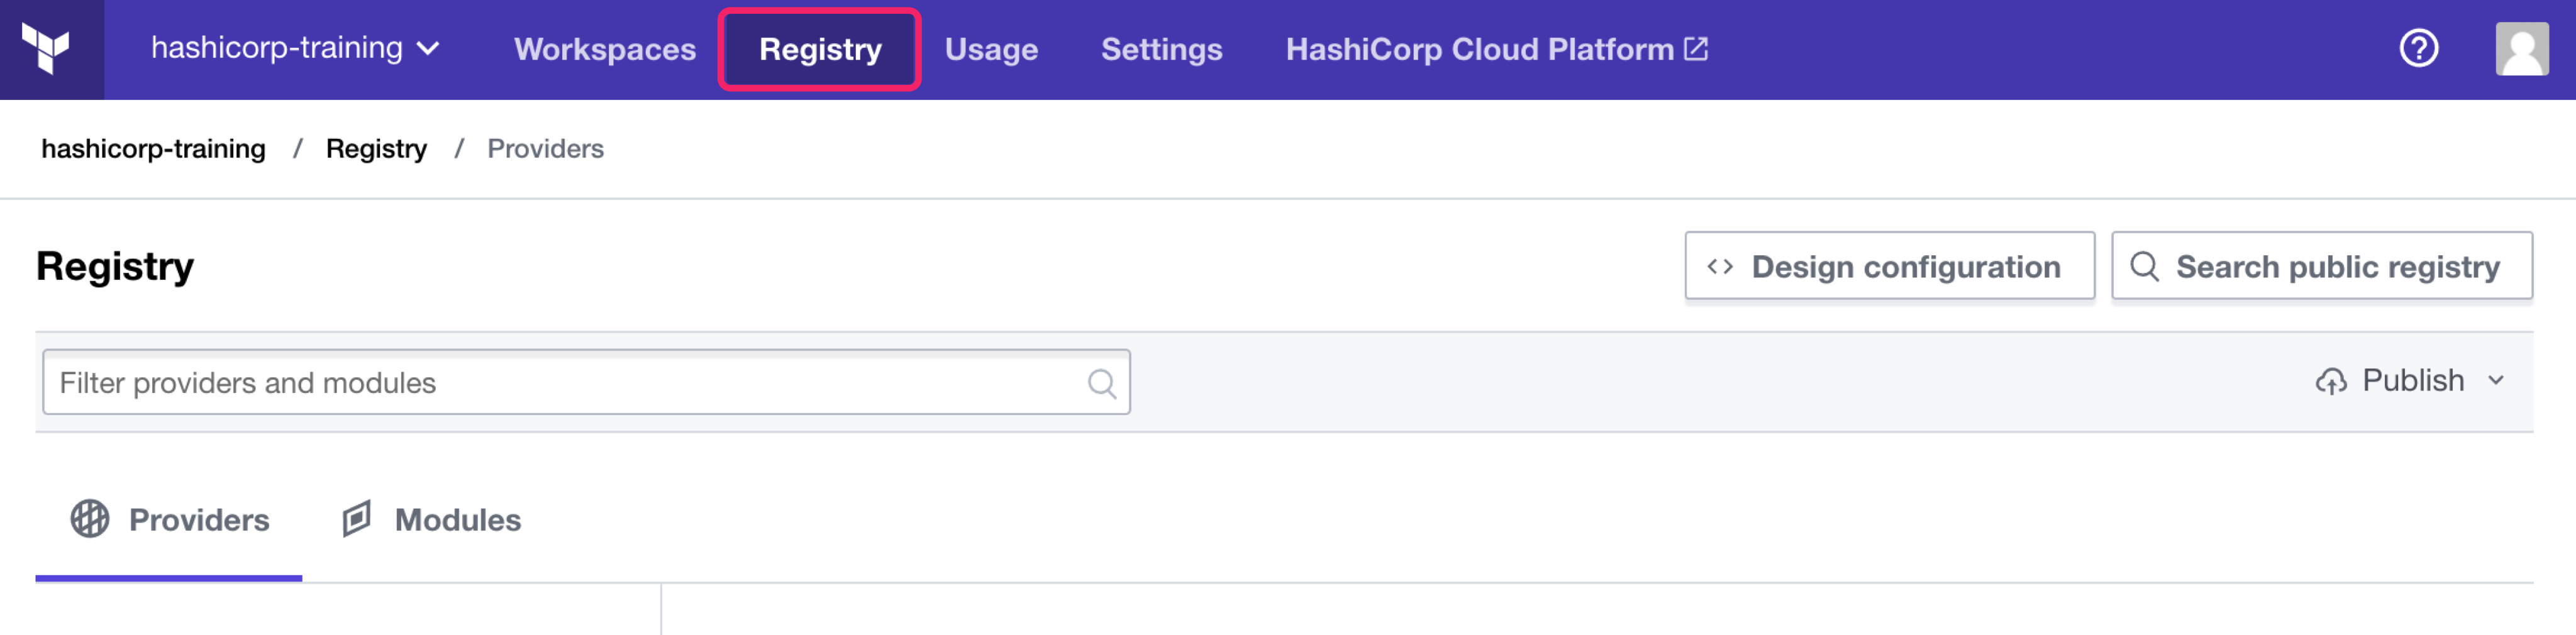 hashicorp-training Workspaces Registry Usage Settings HashiCorp Cloud Platform
hashicorp-training / Registry / Providers
Registry Design configuration Search public registry
Filter providers and modules Publish
Providers Modules